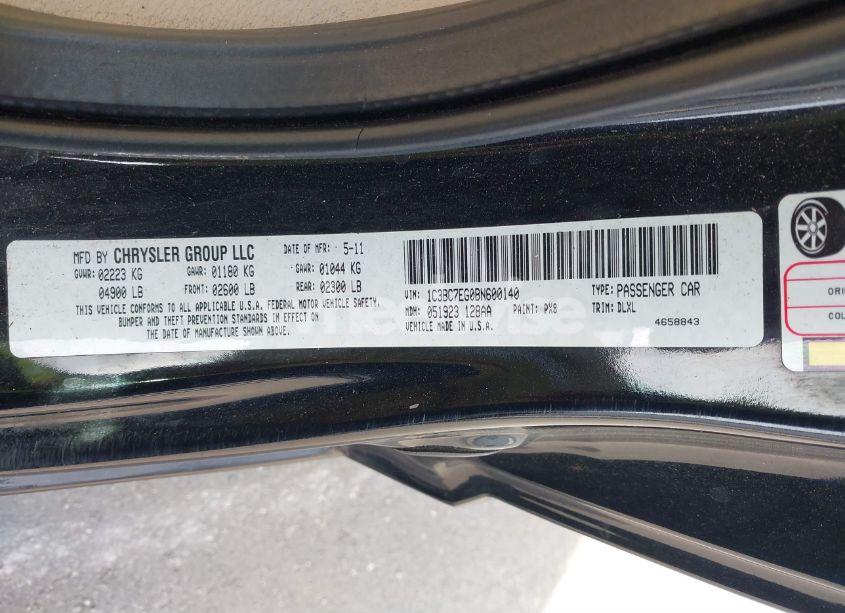 MFD BY CHRYSLER GROUP LLC DATE OF MFR: 5-11
GVWR: 02223 KG GAWR: 01180 KG GAWR: 01044 KG
04900 LB FRONT: 02600 LB REAR: 02300 LB
THIS VEHICLE CONFORMS TO ALL APPLICABLE U.S.A. FEDERAL MOTOR VEHICLE SAFETY,
BUMPER AND THEFT PREVENTION STANDARDS IN EFFECT ON
THE DATE OF MANUFACTURE SHOWN ABOVE.
VIN: 1C3BC7EG0BN600140 TYPE: PASSENGER CAR
MDH: 051923 128AA PAINT: PX8 TRIM: DLXL
VEHICLE MADE IN U.S.A. 4658843